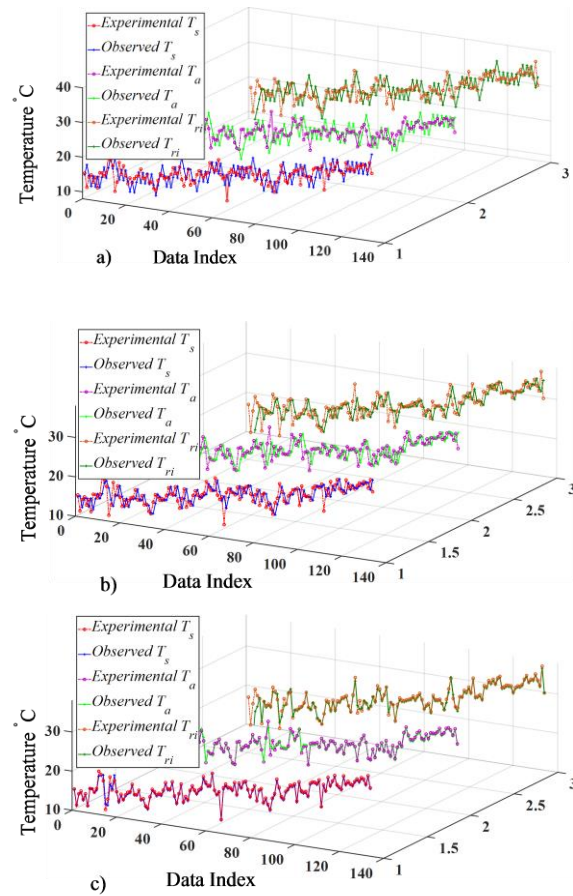 Experimental T_s
Observed T_s
Experimental T_a
Observed T_a
Experimental T_ri
Observed T_ri
Temperature °C
40
30
20
10
0
20
40
60
80
100
120
140
1
2
3
a)
Data Index
Experimental T_s
Observed T_s
Experimental T_a
Observed T_a
Experimental T_ri
Observed T_ri
Temperature °C
30
20
10
0
20
40
60
80
100
120
140
1
1.5
2
2.5
3
b)
Data Index
Experimental T_s
Observed T_s
Experimental T_a
Observed T_a
Experimental T_ri
Observed T_ri
Temperature °C
30
20
10
0
20
40
60
80
100
120
140
1
1.5
2
2.5
3
c)
Data Index